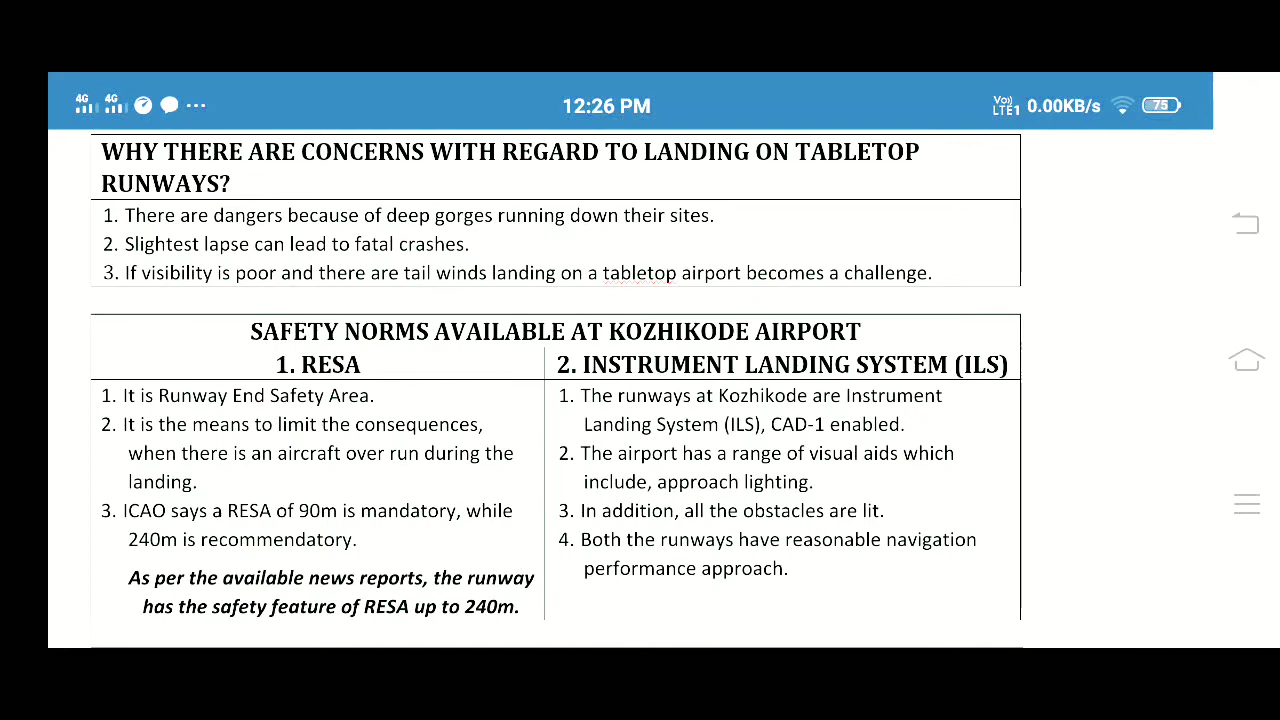 4G 4G ... 12:26 PM Vo) LTE1 0.00KB/s 75
WHY THERE ARE CONCERNS WITH REGARD TO LANDING ON TABLETOP
RUNWAYS?
1. There are dangers because of deep gorges running down their sites.
2. Slightest lapse can lead to fatal crashes.
3. If visibility is poor and there are tail winds landing on a tabletop airport becomes a challenge.
SAFETY NORMS AVAILABLE AT KOZHIKODE AIRPORT
1. RESA
1. It is Runway End Safety Area.
2. It is the means to limit the consequences,
when there is an aircraft over run during the
landing.
3. ICAO says a RESA of 90m is mandatory, while
240m is recommendatory.
As per the available news reports, the runway
has the safety feature of RESA up to 240m.
2. INSTRUMENT LANDING SYSTEM (ILS)
1. The runways at Kozhikode are Instrument
Landing System (ILS), CAD-1 enabled.
2. The airport has a range of visual aids which
include, approach lighting.
3. In addition, all the obstacles are lit.
4. Both the runways have reasonable navigation
performance approach.